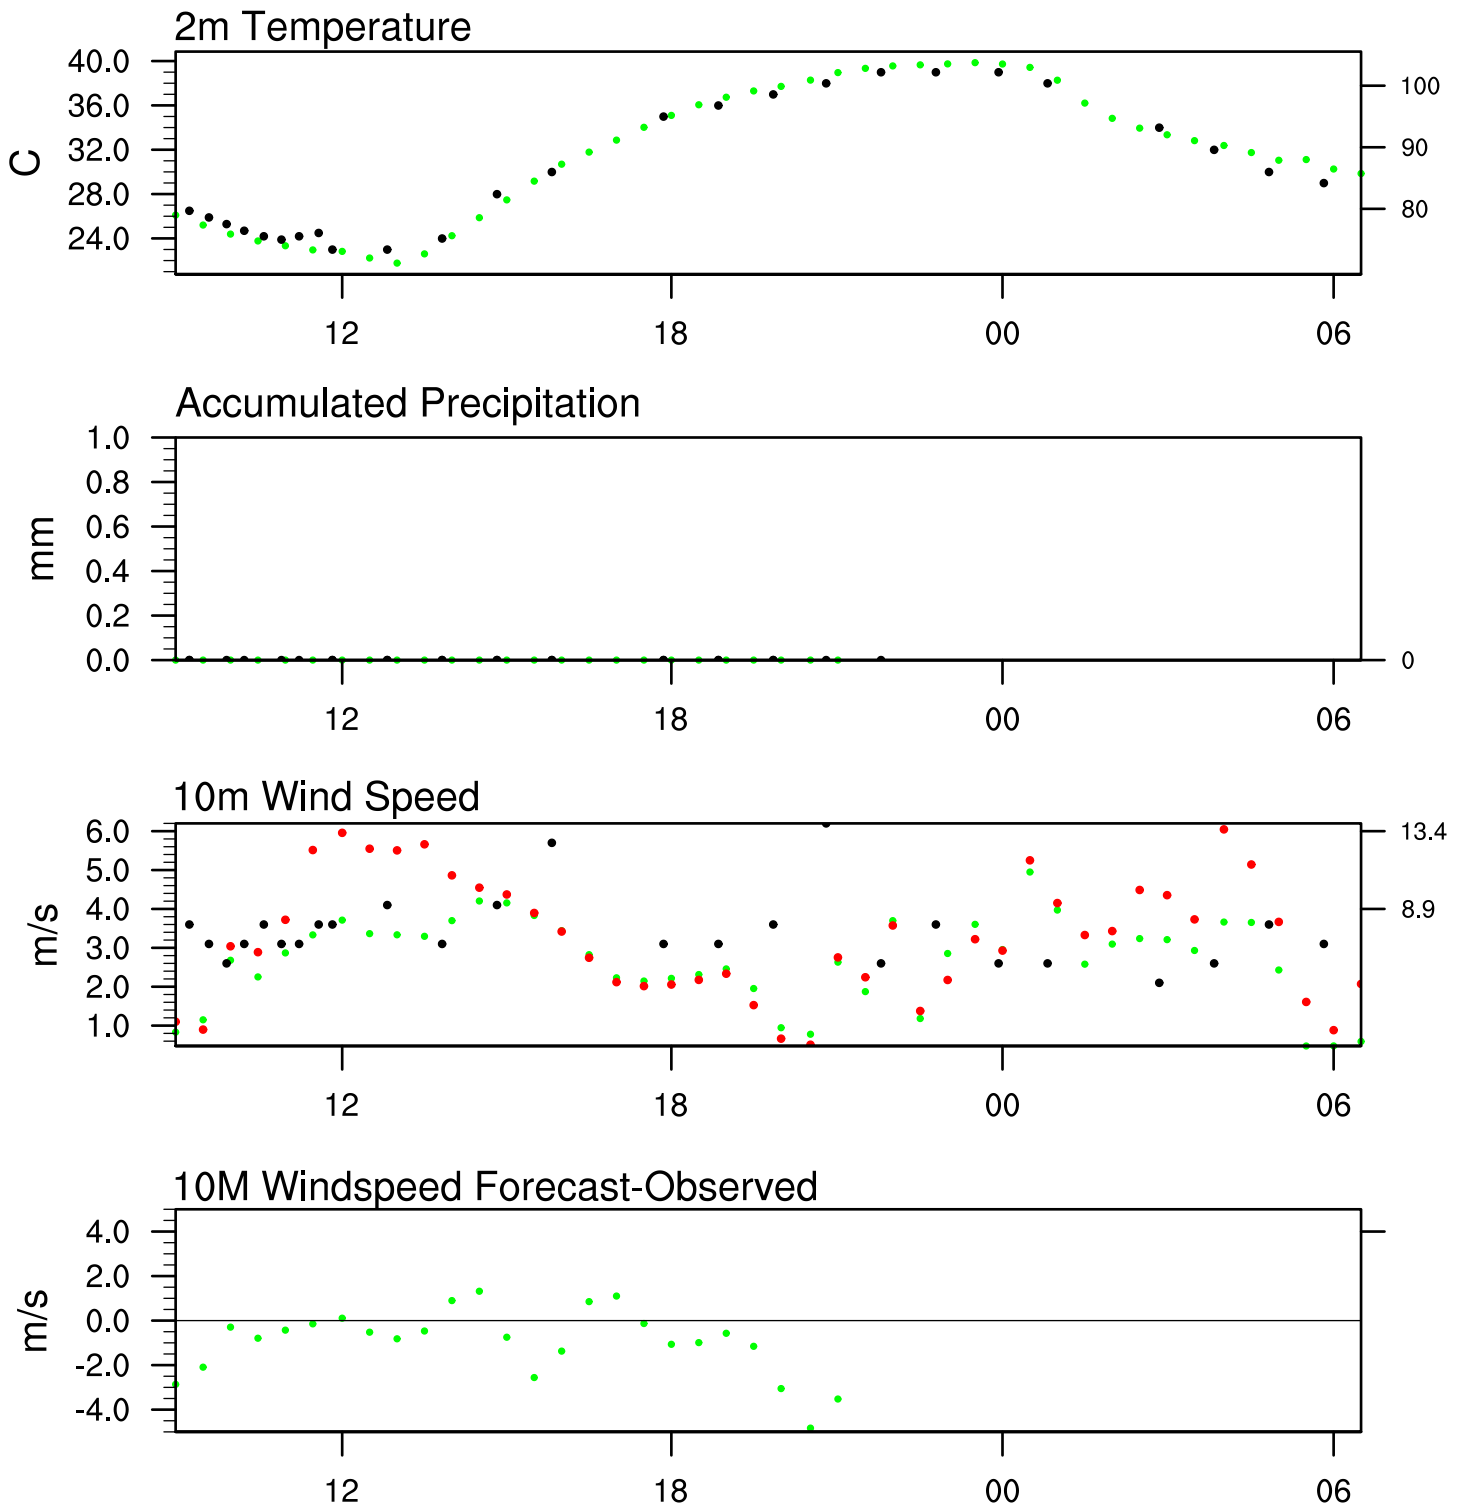 2m Temperature
40.0
36.0
32.0
28.0
24.0
C
100
90
80
12 18 00 06
Accumulated Precipitation
1.0
0.8
0.6
0.4
0.2
0.0
mm
0
12 18 00 06
10m Wind Speed
6.0
5.0
4.0
3.0
2.0
1.0
m/s
13.4
8.9
12 18 00 06
10M Windspeed Forecast-Observed
4.0
2.0
0.0
-2.0
-4.0
m/s
12 18 00 06